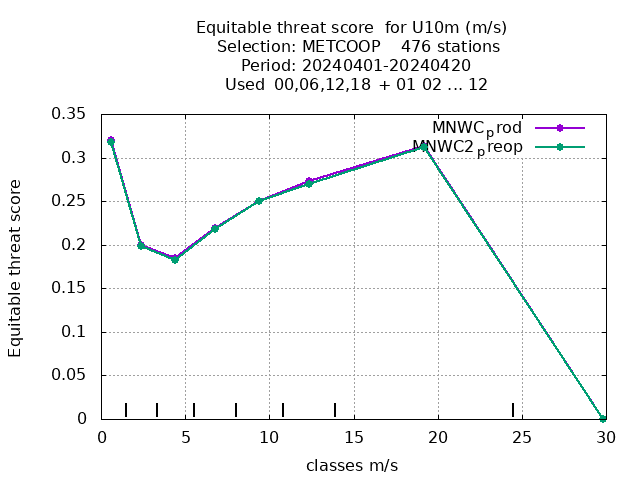 Equitable threat score  for U10m (m/s)
Selection: METCOOP    476 stations
Period: 20240401-20240420
Used  00,06,12,18 + 01 02 ... 12
MNWCprod
MNWC2preop
0.35
0.3
0.25
0.2
0.15
0.1
0.05
0
Equitable threat score
0 5 10 15 20 25 30
classes m/s